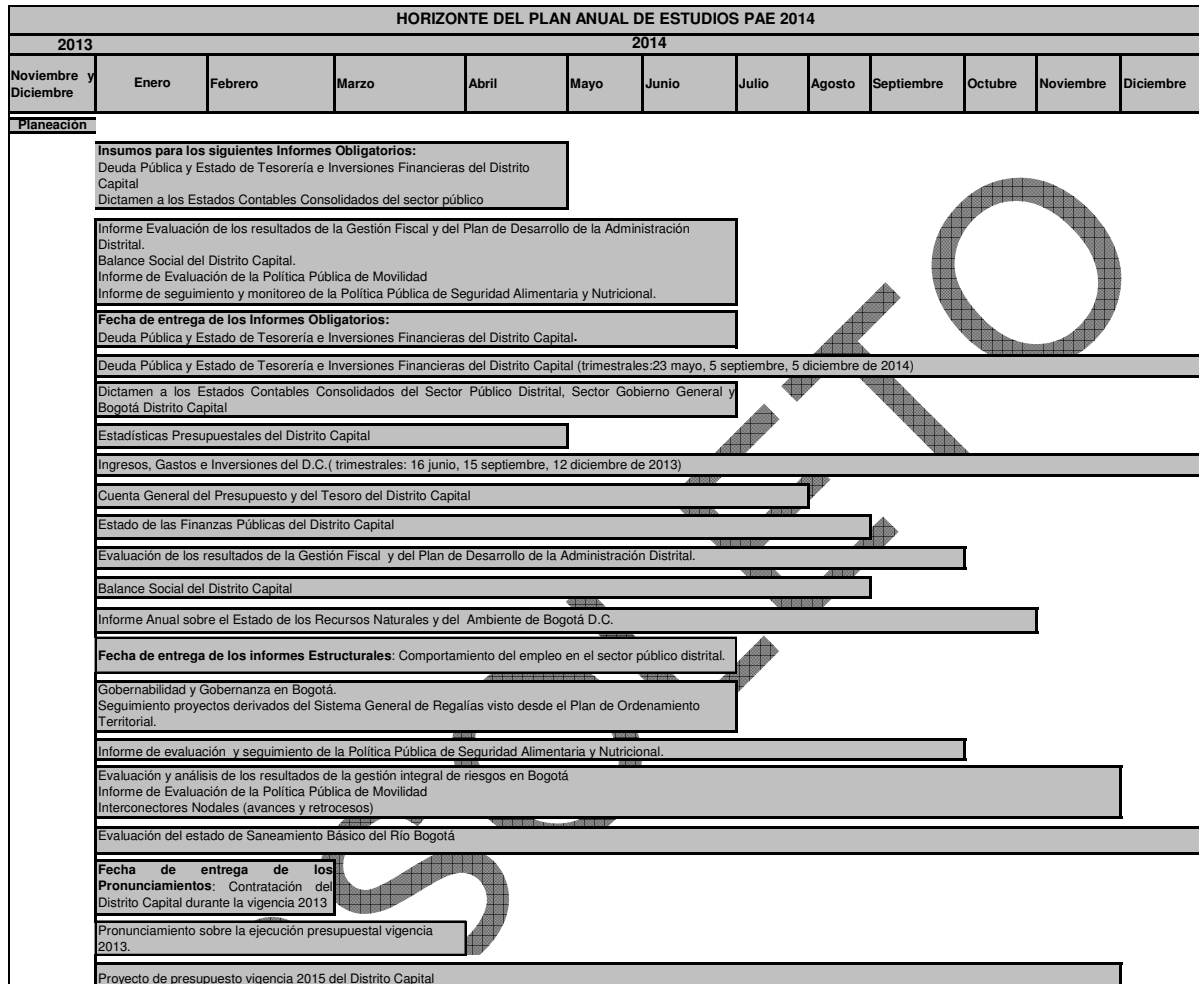 HORIZONTE DEL PLAN ANUAL DE ESTUDIOS PAE 2014
2013 2014
Noviembre y Diciembre Enero Febrero Marzo Abril Mayo Junio Julio Agosto Septiembre Octubre Noviembre Diciembre
Planeación
Insumos para los siguientes Informes Obligatorios:
Deuda Pública y Estado de Tesorería e Inversiones Financieras del Distrito
Capital
Dictamen a los Estados Contables Consolidados del sector público
Informe Evaluación de los resultados de la Gestión Fiscal y del Plan de Desarrollo de la Administración
Distrital.
Balance Social del Distrito Capital.
Informe de Evaluación de la Política Pública de Movilidad
Informe de seguimiento y monitoreo de la Política Pública de Seguridad Alimentaria y Nutricional.
Fecha de entrega de los Informes Obligatorios:
Deuda Pública y Estado de Tesorería e Inversiones Financieras del Distrito Capital.
Deuda Pública y Estado de Tesorería e Inversiones Financieras del Distrito Capital (trimestrales:23 mayo, 5 septiembre, 5 diciembre de 2014)
Dictamen a los Estados Contables Consolidados del Sector Público Distrital, Sector Gobierno General y
Bogotá Distrito Capital
Estadísticas Presupuestales del Distrito Capital
Ingresos, Gastos e Inversiones del D.C.( trimestrales: 16 junio, 15 septiembre, 12 diciembre de 2013)
Cuenta General del Presupuesto y del Tesoro del Distrito Capital
Estado de las Finanzas Públicas del Distrito Capital
Evaluación de los resultados de la Gestión Fiscal y del Plan de Desarrollo de la Administración Distrital.
Balance Social del Distrito Capital
Informe Anual sobre el Estado de los Recursos Naturales y del Ambiente de Bogotá D.C.
Fecha de entrega de los informes Estructurales: Comportamiento del empleo en el sector público distrital.
Gobernabilidad y Gobernanza en Bogotá.
Seguimiento proyectos derivados del Sistema General de Regalías visto desde el Plan de Ordenamiento
Territorial.
Informe de evaluación y seguimiento de la Política Pública de Seguridad Alimentaria y Nutricional.
Evaluación y análisis de los resultados de la gestión integral de riesgos en Bogotá
Informe de Evaluación de la Política Pública de Movilidad
Interconectores Nodales (avances y retrocesos)
Evaluación del estado de Saneamiento Básico del Río Bogotá
Fecha de entrega de los
Pronunciamientos: Contratación del
Distrito Capital durante la vigencia 2013
Pronunciamiento sobre la ejecución presupuestal vigencia
2013.
Proyecto de presupuesto vigencia 2015 del Distrito Capital